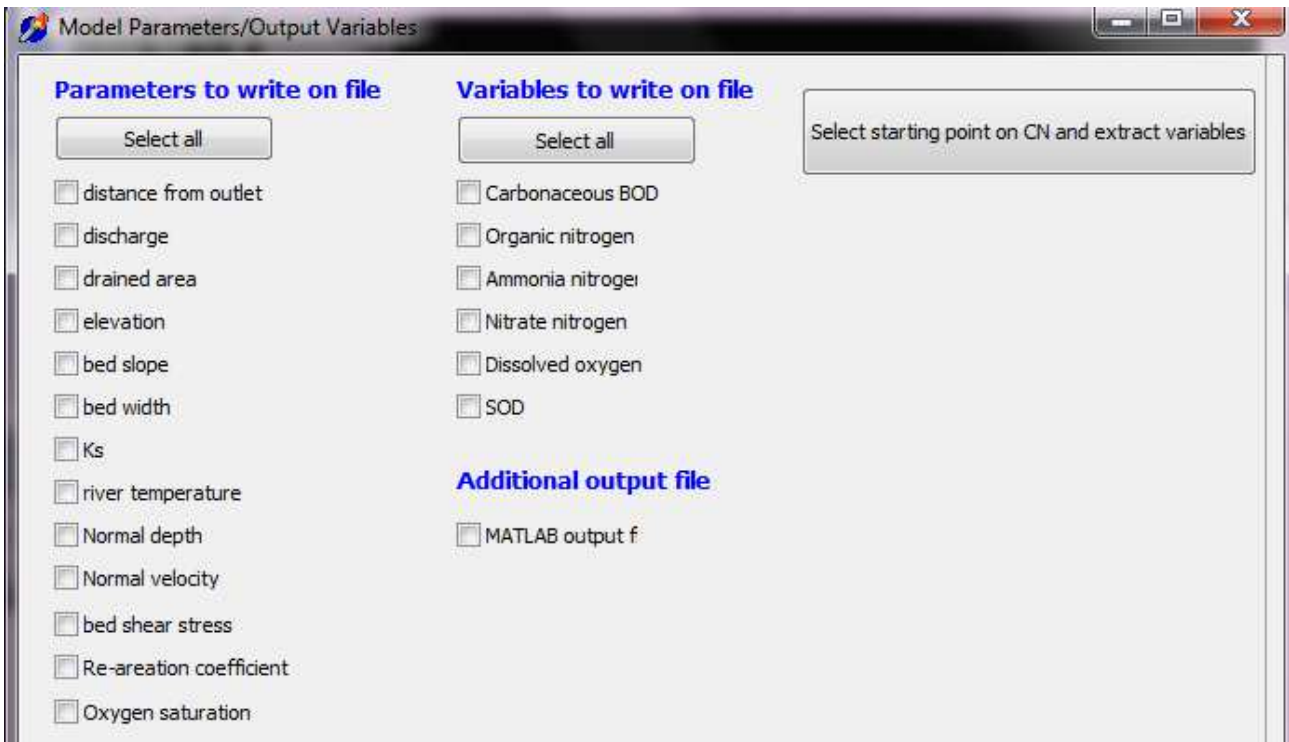 Model Parameters/Output Variables
Parameters to write on file
Select all
distance from outlet
discharge
drained area
elevation
bed slope
bed width
Ks
river temperature
Normal depth
Normal velocity
bed shear stress
Re-areation coefficient
Oxygen saturation
Variables to write on file
Select all
Carbonaceous BOD
Organic nitrogen
Ammonia nitroge
Nitrate nitrogen
Dissolved oxygen
SOD
Additional output file
MATLAB output f
Select starting point on CN and extract variables